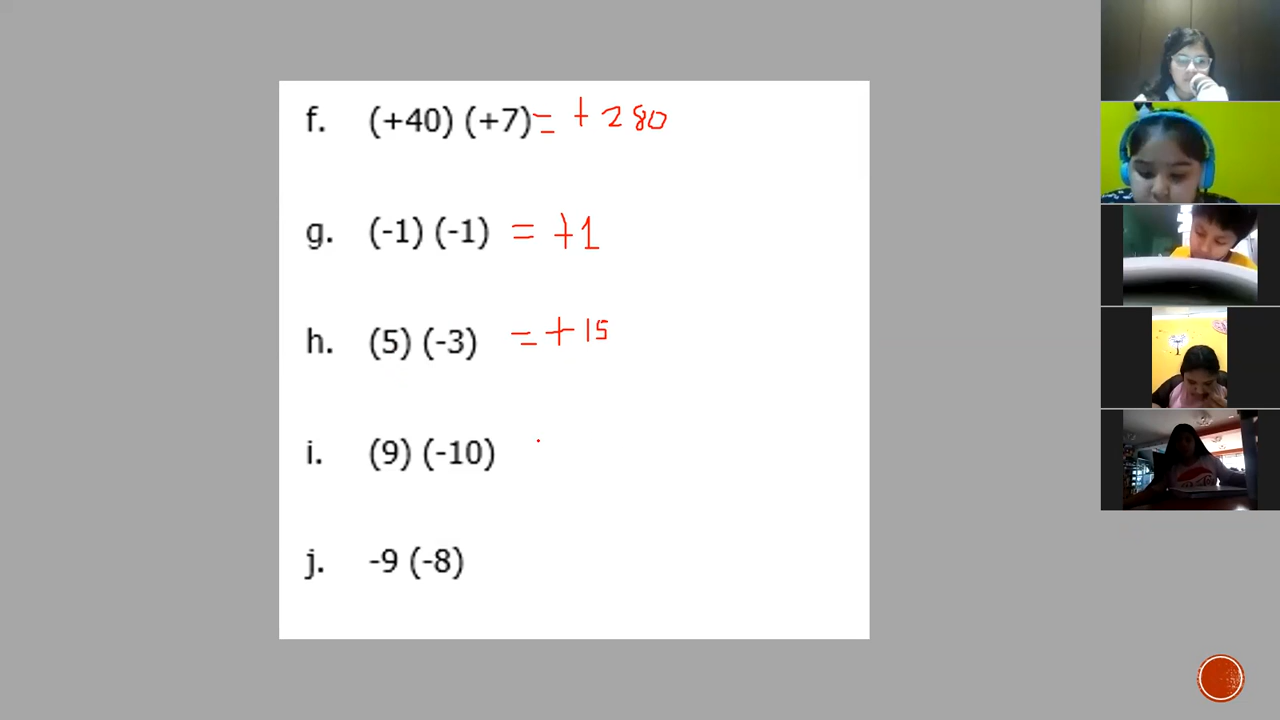 f. (+40) (+7) = +280
g. (-1) (-1) = +1
h. (5) (-3) = +15
i. (9) (-10)
j. -9 (-8)